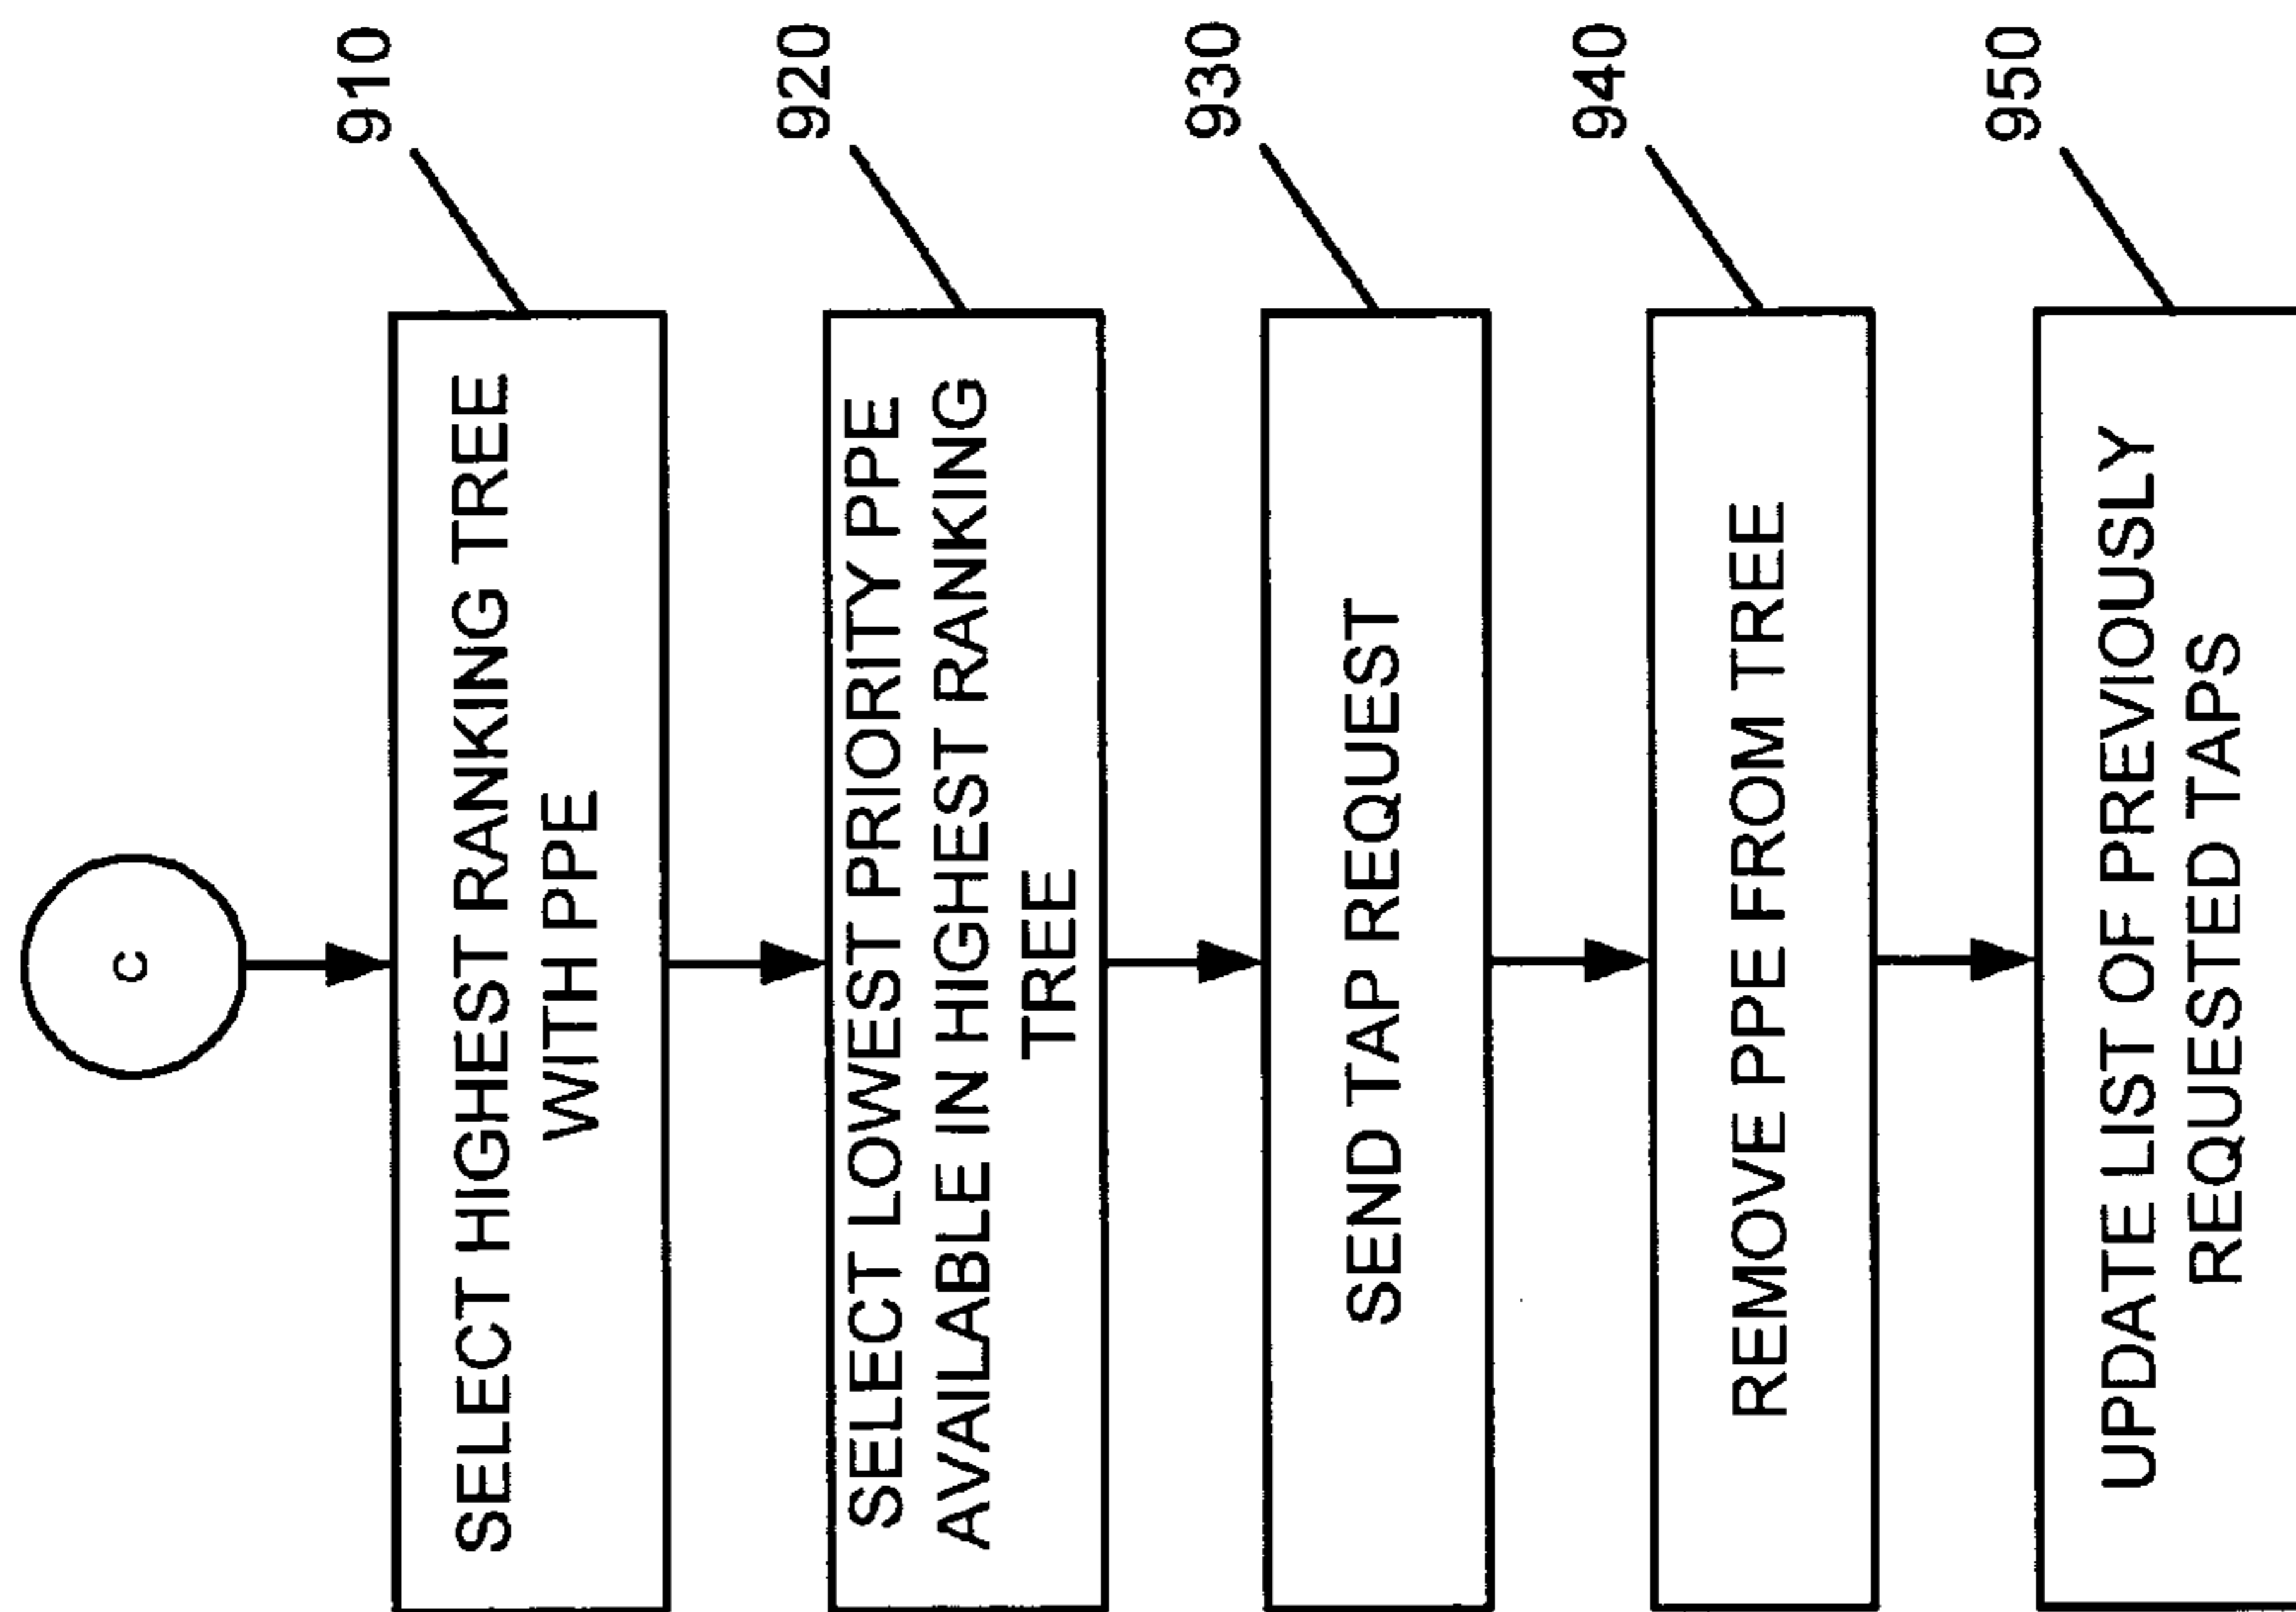 C
SELECT HIGHEST RANKING TREE
WITH PPE
910
SELECT LOWEST PRIORITY PPE
AVAILABLE IN HIGHEST RANKING
TREE
920
SEND TAP REQUEST
930
REMOVE PPE FROM TREE
940
UPDATE LIST OF PREVIOUSLY
REQUESTED TAPS
950